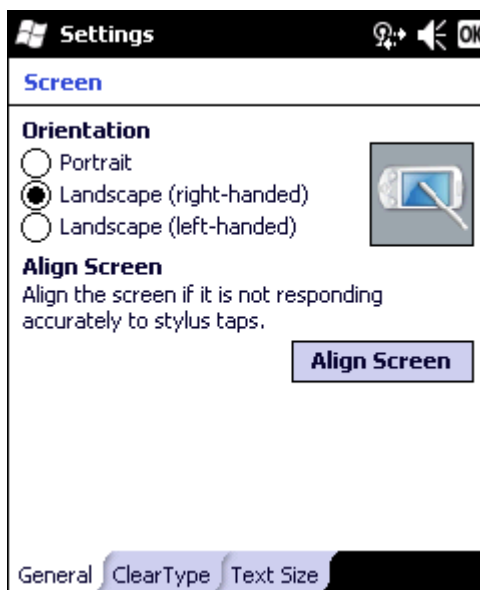 Settings
OK
Screen
Orientation
Portrait
Landscape (right-handed)
Landscape (left-handed)
Align Screen
Align the screen if it is not responding
accurately to stylus taps.
Align Screen
General ClearType Text Size